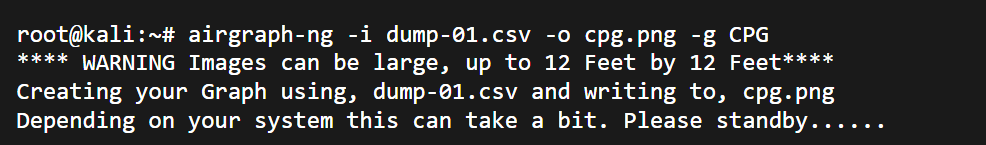 root@kali:~# airgraph-ng -i dump-01.csv -o cpg.png -g CPG
**** WARNING Images can be large, up to 12 Feet by 12 Feet****
Creating your Graph using, dump-01.csv and writing to, cpg.png
Depending on your system this can take a bit. Please standby......